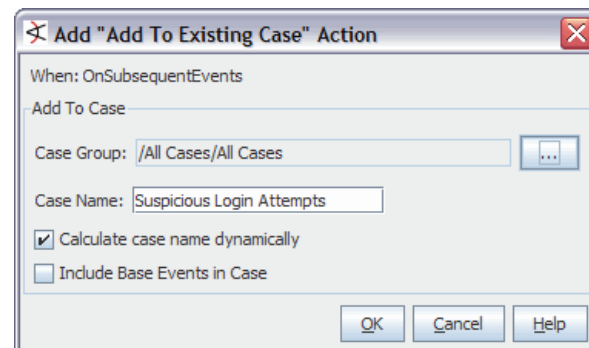 Add "Add To Existing Case" Action
When: OnSubsequentEvents
Add To Case
Case Group: /All Cases/All Cases ...
Case Name: Suspicious Login Attempts
Calculate case name dynamically
Include Base Events in Case
OK Cancel Help